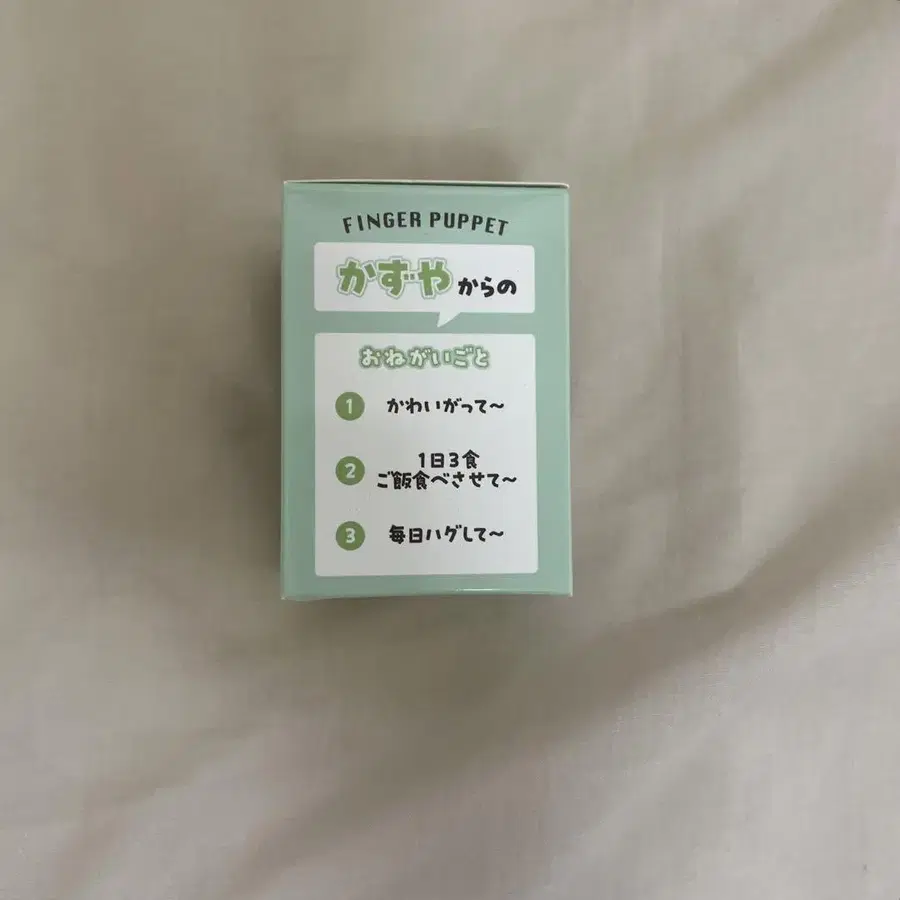 FINGER PUPPET
かずやからの
おねがいごと
1 かわいがって〜
2 1日3食
ご飯食べさせて〜
3 毎日ハグして〜